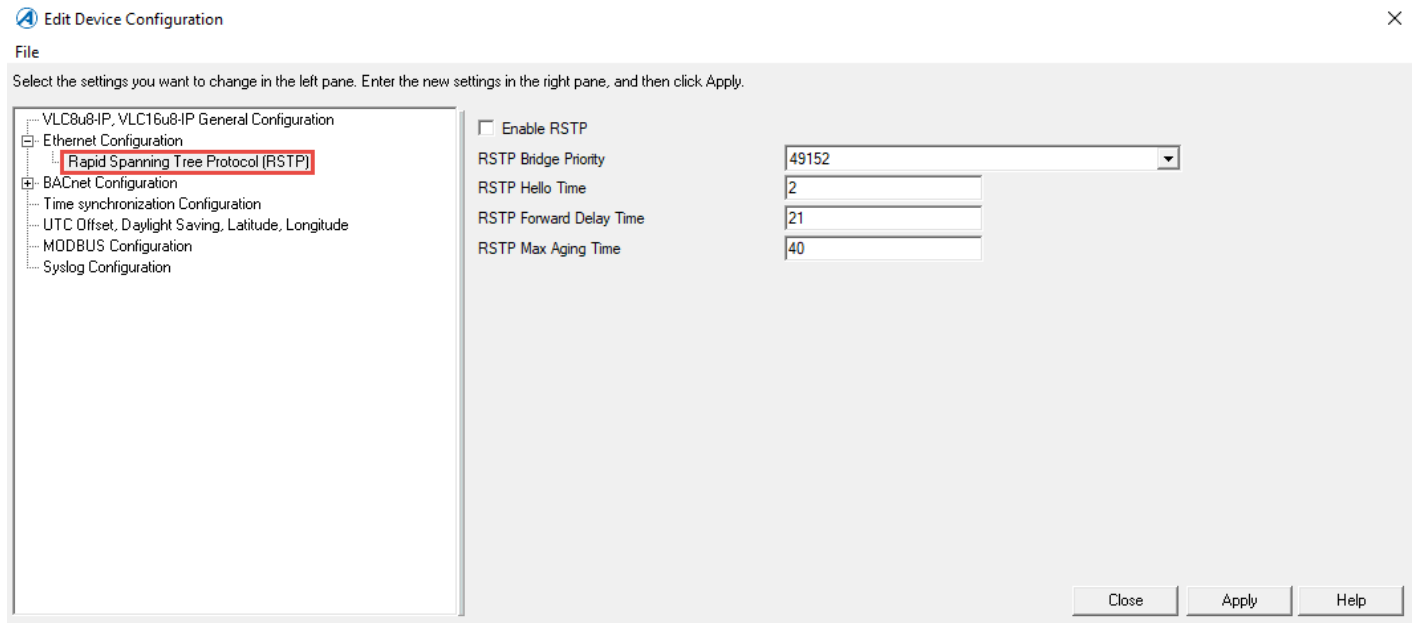 Edit Device Configuration
File
Select the settings you want to change in the left pane. Enter the new settings in the right pane, and then click Apply.
VLC8u8-IP, VLC16u8-IP General Configuration
Ethernet Configuration
Rapid Spanning Tree Protocol (RSTP)
BACnet Configuration
Time synchronization Configuration
UTC Offset, Daylight Saving, Latitude, Longitude
MODBUS Configuration
Syslog Configuration
Enable RSTP
RSTP Bridge Priority 49152
RSTP Hello Time 2
RSTP Forward Delay Time 21
RSTP Max Aging Time 40
Close Apply Help